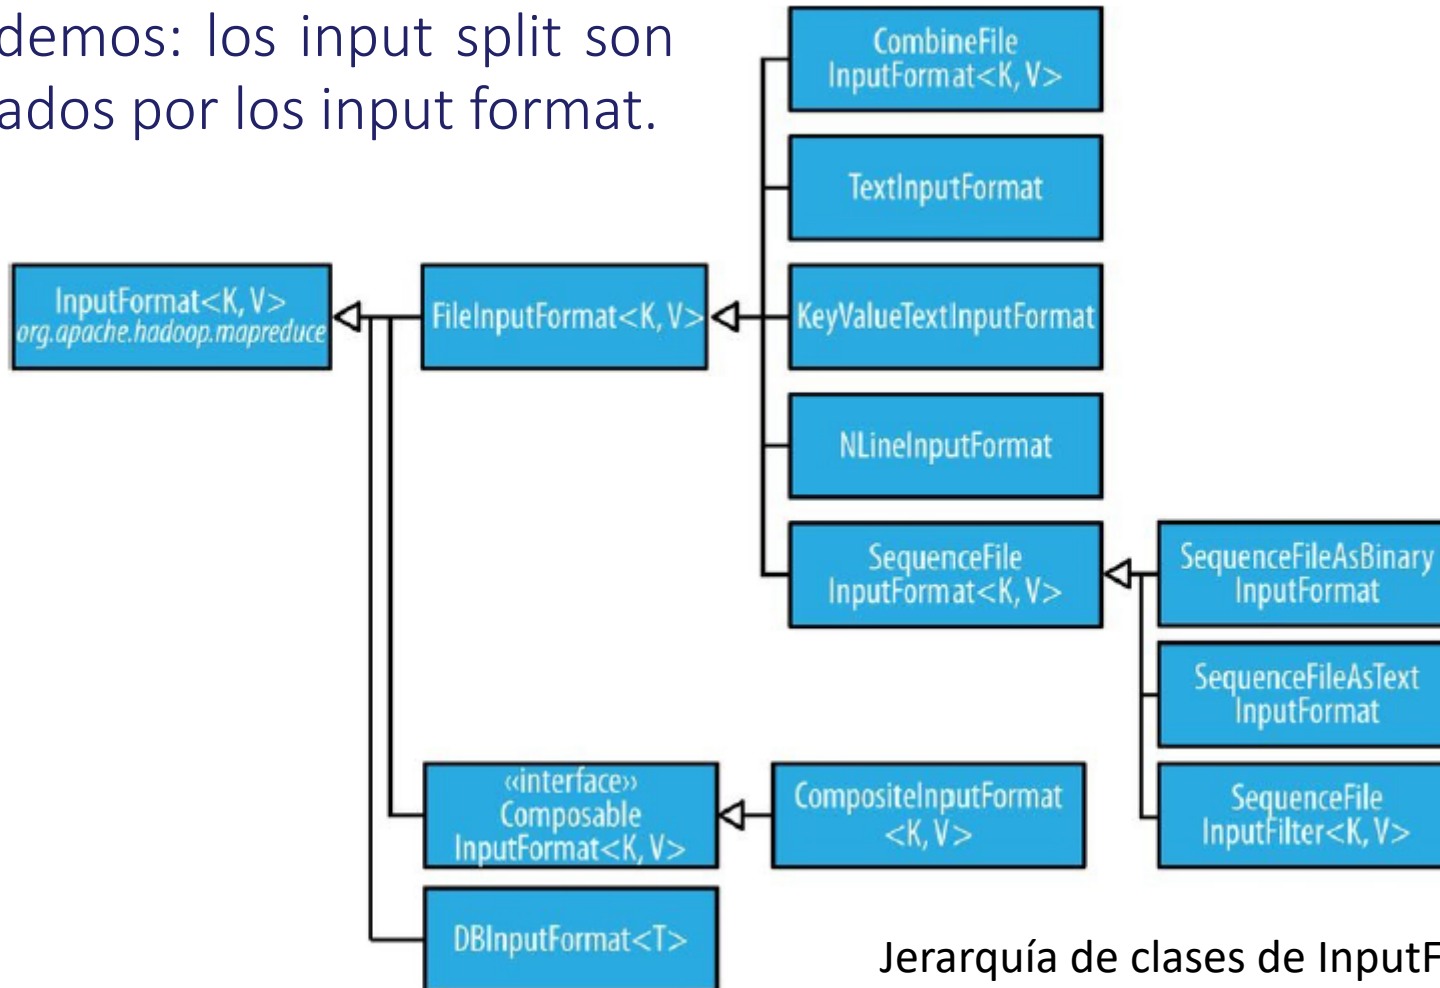 demos: los input split son
ados por los input format.
CombineFile
InputFormat<K, V>
TextInputFormat
InputFormat<K, V>
org.apache.hadoop.mapreduce
FileInputFormat<K, V>
KeyValueTextInputFormat
NLineInputFormat
SequenceFile
InputFormat<K, V>
SequenceFileAsBinary
InputFormat
SequenceFileAsText
InputFormat
«interface»
Composable
InputFormat<K, V>
CompositeInputFormat
<K, V>
SequenceFile
InputFilter<K, V>
DBInputFormat<T>
Jerarquía de clases de InputF